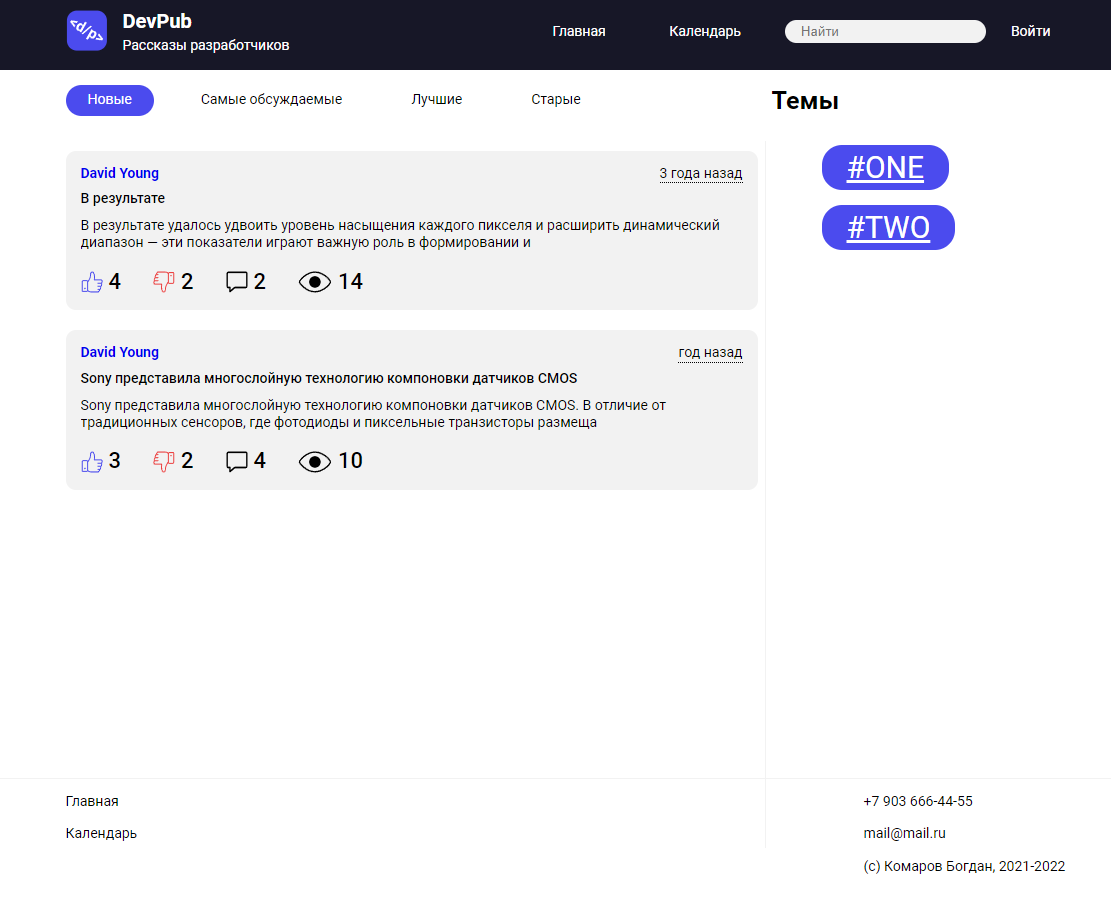 </p>
DevPub
Рассказы разработчиков
Главная
Календарь
Найти
Войти
Новые
Самые обсуждаемые
Лучшие
Старые
Темы
David Young
3 года назад
В результате
В результате удалось удвоить уровень насыщения каждого пикселя и расширить динамический
диапазон — эти показатели играют важную роль в формировании и
4
2
2
14
#ONE
#TWO
David Young
год назад
Sony представила многослойную технологию компоновки датчиков CMOS
Sony представила многослойную технологию компоновки датчиков CMOS. В отличие от
традиционных сенсоров, где фотодиоды и пиксельные транзисторы размеща
3
2
4
10
Главная
Календарь
+7 903 666-44-55
mail@mail.ru
(с) Комаров Богдан, 2021-2022